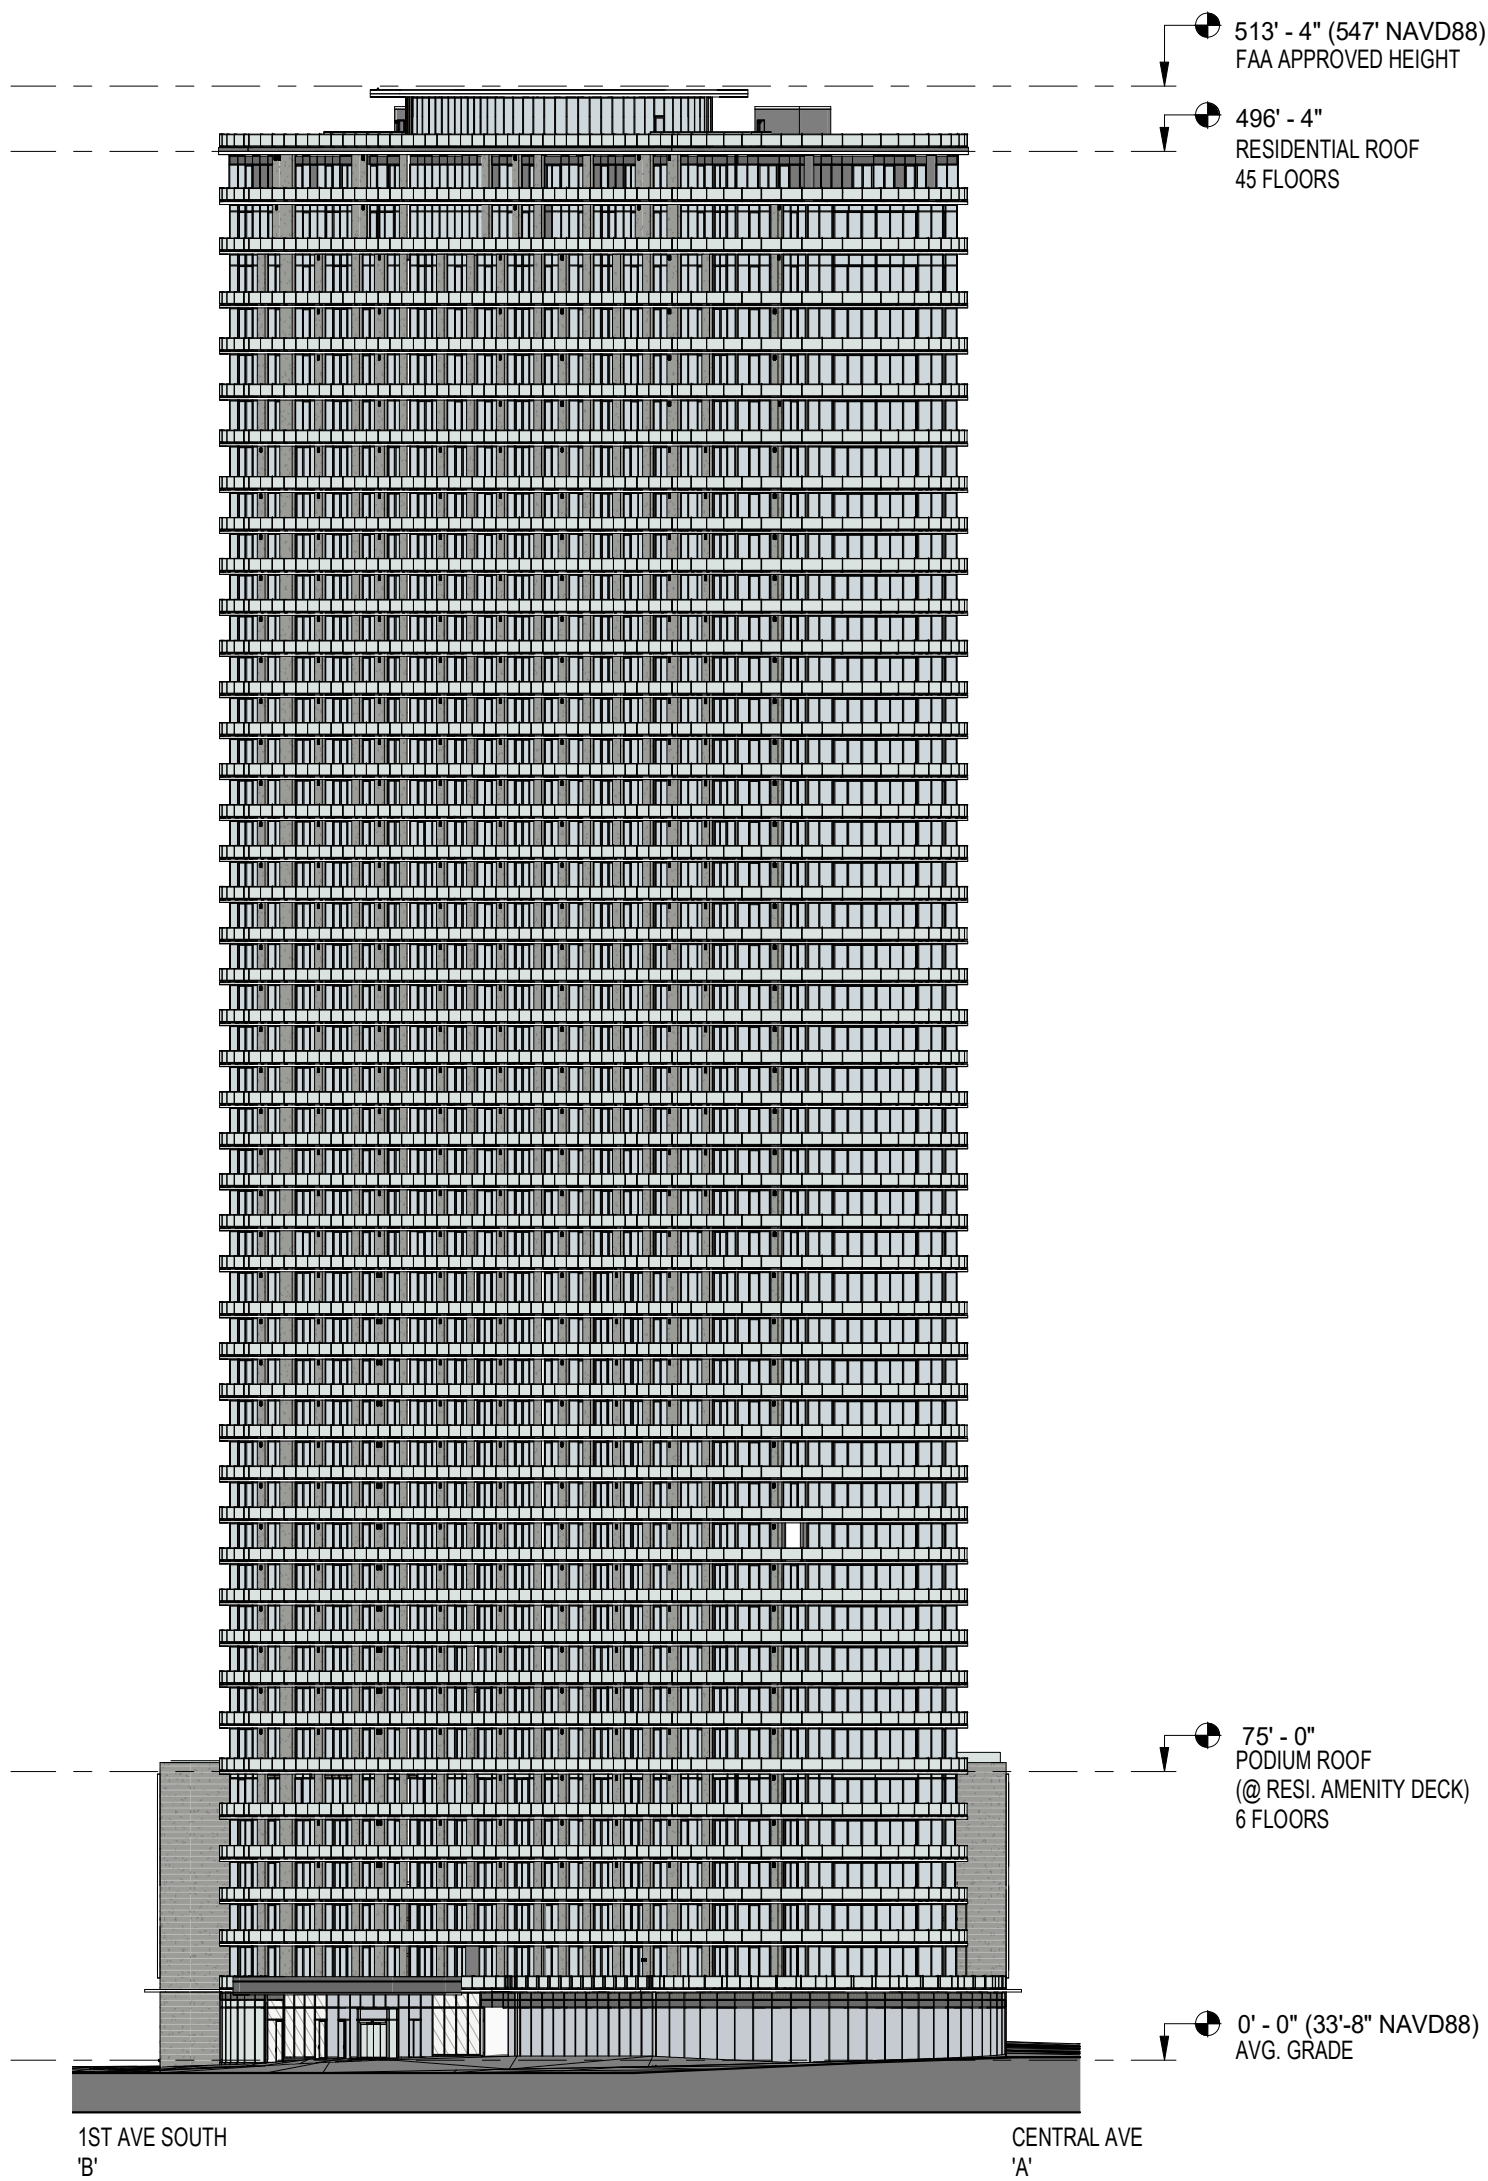 513' - 4" (547' NAVD88)
FAA APPROVED HEIGHT
496' - 4"
RESIDENTIAL ROOF
45 FLOORS
75' - 0"
PODIUM ROOF
(@ RESI. AMENITY DECK)
6 FLOORS
0' - 0" (33'-8" NAVD88)
AVG. GRADE
1ST AVE SOUTH
'B'
CENTRAL AVE
'A'